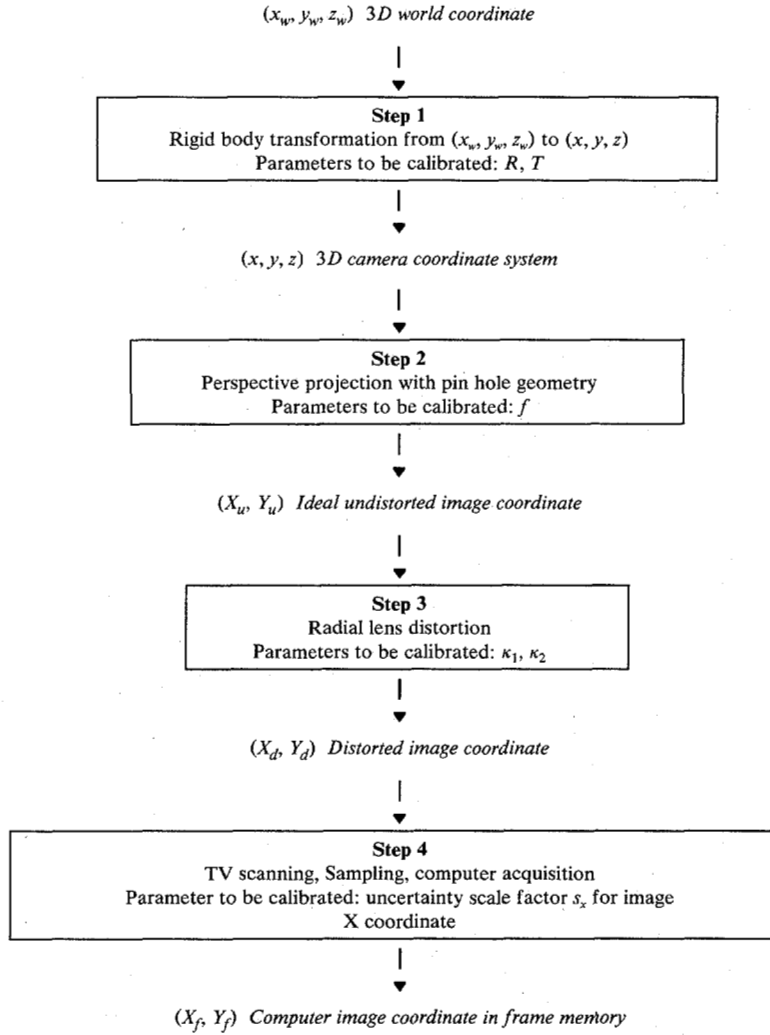 (x_w, y_w, z_w) 3D world coordinate
Step 1
Rigid body transformation from (x_w, y_w, z_w) to (x, y, z)
Parameters to be calibrated: R, T
(x, y, z) 3D camera coordinate system
Step 2
Perspective projection with pin hole geometry
Parameters to be calibrated: f
(X_u, Y_u) Ideal undistorted image coordinate
Step 3
Radial lens distortion
Parameters to be calibrated: κ₁, κ₂
(X_d, Y_d) Distorted image coordinate
Step 4
TV scanning, Sampling, computer acquisition
Parameter to be calibrated: uncertainty scale factor s_x for image
X coordinate
(X_f, Y_f) Computer image coordinate in frame memory